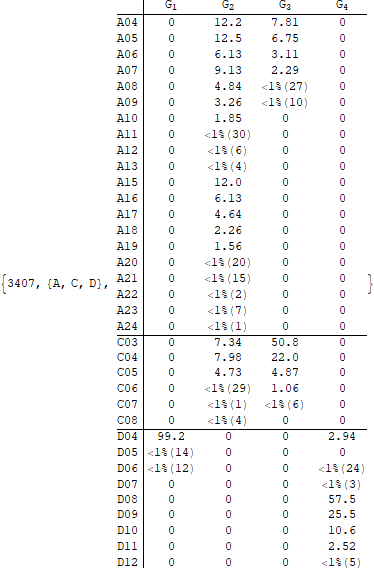 G1 G2 G3 G4
A04 0 12.2 7.81 0
A05 0 12.5 6.75 0
A06 0 6.13 3.11 0
A07 0 9.13 2.29 0
A08 0 4.84 <1%(27) 0
A09 0 3.26 <1%(10) 0
A10 0 1.85 0 0
A11 0 <1%(30) 0 0
A12 0 <1%(6) 0 0
A13 0 <1%(4) 0 0
A15 0 12.0 0 0
A16 0 6.13 0 0
A17 0 4.64 0 0
A18 0 2.26 0 0
A19 0 1.56 0 0
A20 0 <1%(20) 0 0
{3407, {A, C, D}, A21 0 <1%(15) 0 0 }
A22 0 <1%(2) 0 0
A23 0 <1%(7) 0 0
A24 0 <1%(1) 0 0
C03 0 7.34 50.8 0
C04 0 7.98 22.0 0
C05 0 4.73 4.87 0
C06 0 <1%(29) 1.06 0
C07 0 <1%(1) <1%(6) 0
C08 0 <1%(4) 0 0
D04 99.2 0 0 2.94
D05 <1%(14) 0 0 0
D06 <1%(12) 0 0 <1%(24)
D07 0 0 0 <1%(3)
D08 0 0 0 57.5
D09 0 0 0 25.5
D10 0 0 0 10.6
D11 0 0 0 2.52
D12 0 0 0 <1%(5)